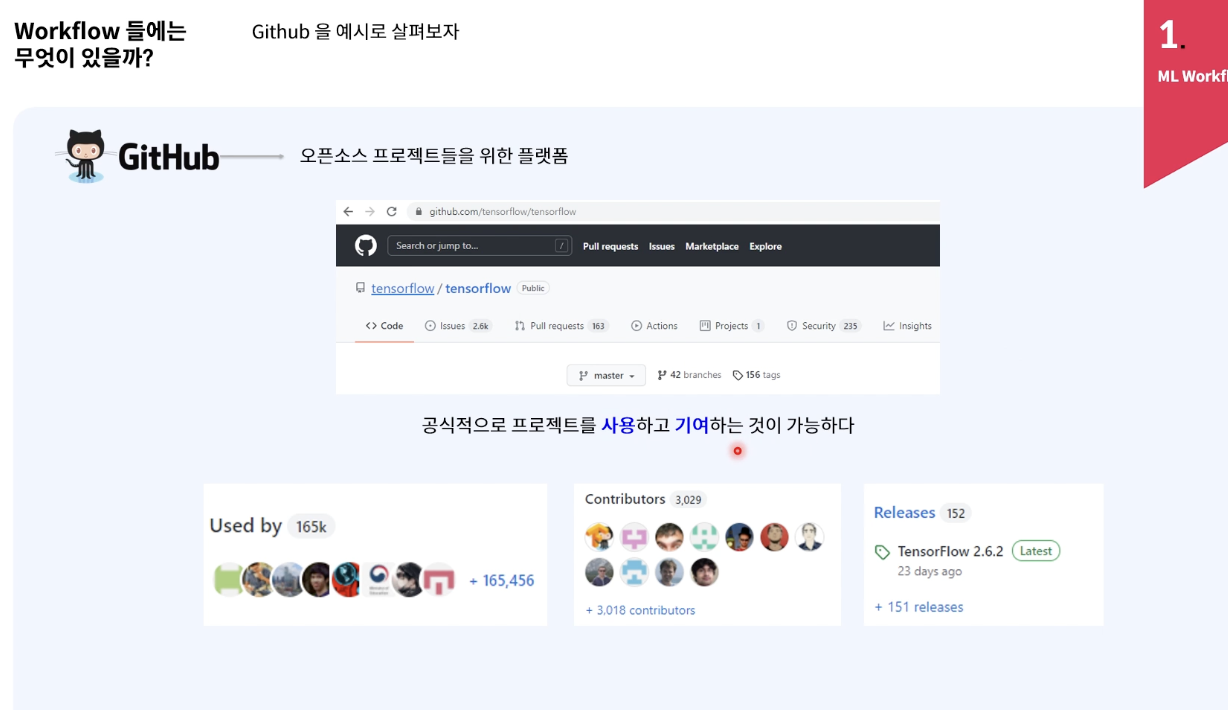 Workflow 들에는
무엇이 있을까?
Github 을 예시로 살펴보자
1.
ML Workfl
GitHub
오픈소스 프로젝트들을 위한 플랫폼
github.com/tensorflow/tensorflow
Search or jump to... /
Pull requests Issues Marketplace Explore
tensorflow / tensorflow Public
<> Code Issues 2.6k Pull requests 163 Actions Projects 1 Security 235 Insights
master 42 branches 156 tags
공식적으로 프로젝트를 사용하고 기여하는 것이 가능하다
Used by 165k
+ 165,456
Contributors 3,029
+ 3,018 contributors
Releases 152
TensorFlow 2.6.2 Latest
23 days ago
+ 151 releases